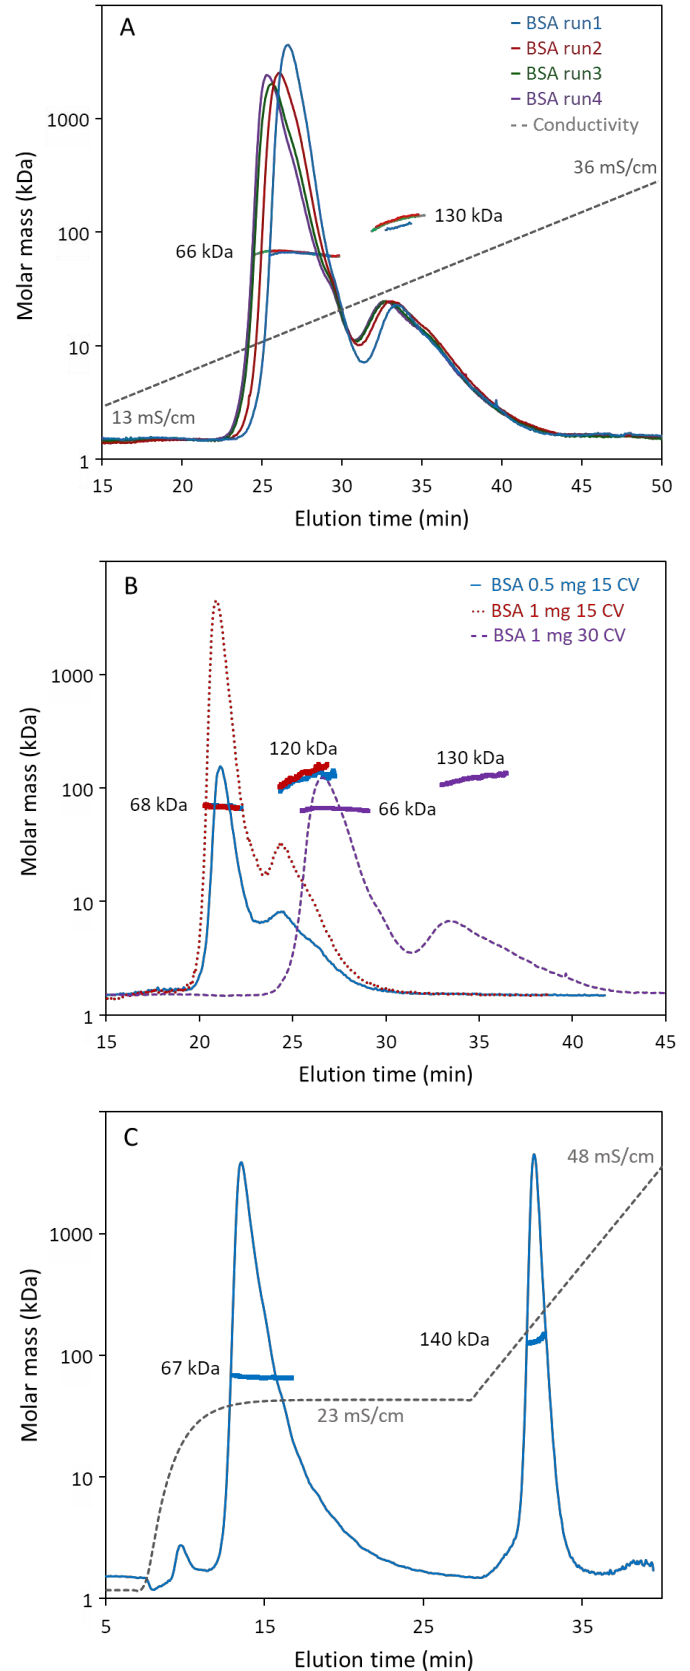 A
BSA run1
BSA run2
BSA run3
BSA run4
Conductivity
1000
36 mS/cm
130 kDa
100
66 kDa
10
13 mS/cm
1
15 20 25 30 35 40 45 50
Molar mass (kDa)
Elution time (min)
B
BSA 0.5 mg 15 CV
BSA 1 mg 15 CV
BSA 1 mg 30 CV
1000
120 kDa
130 kDa
100
68 kDa
66 kDa
10
1
15 20 25 30 35 40 45
Molar mass (kDa)
Elution time (min)
C
48 mS/cm
1000
140 kDa
100
67 kDa
23 mS/cm
10
1
5 15 25 35
Molar mass (kDa)
Elution time (min)